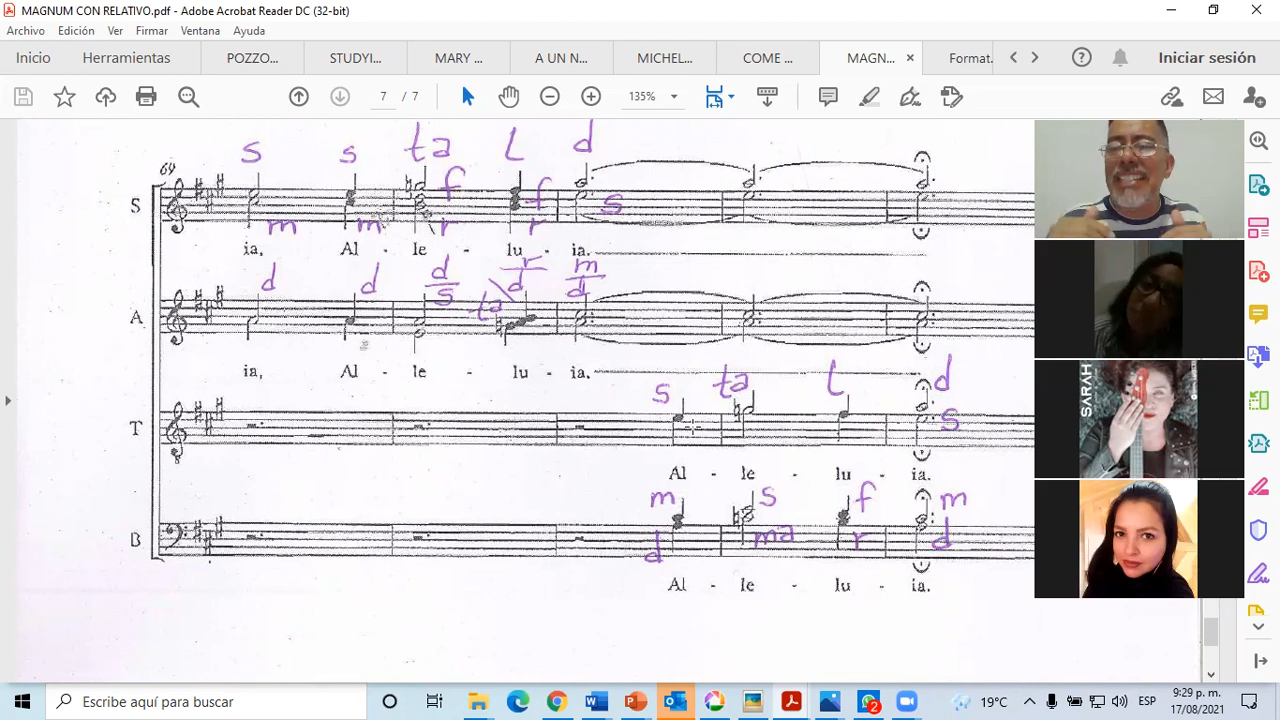 MAGNUM CON RELATIVO.pdf - Adobe Acrobat Reader DC (32-bit)
Archivo Edición Ver Firmar Ventana Ayuda
Inicio Herramientas POZZO... STUDYI... MARY ... A UN N... MICHEL... COME ... MAGN... Format. Iniciar sesión
7 / 7 135%
s s ta l d
69
S
f f s
m m r r
ia, Al - le - lu - ia.
d d d/s ta r/d m/d
A
ia, Al - le - lu - ia.
s ta l d
T
8
s
Al - le - lu - ia.
m s f m
B
d ma r d
Al - le - lu - ia.
SARAH
Escribe aquí para buscar
2
19°C ESP 9:29 p. m.
17/08/2021